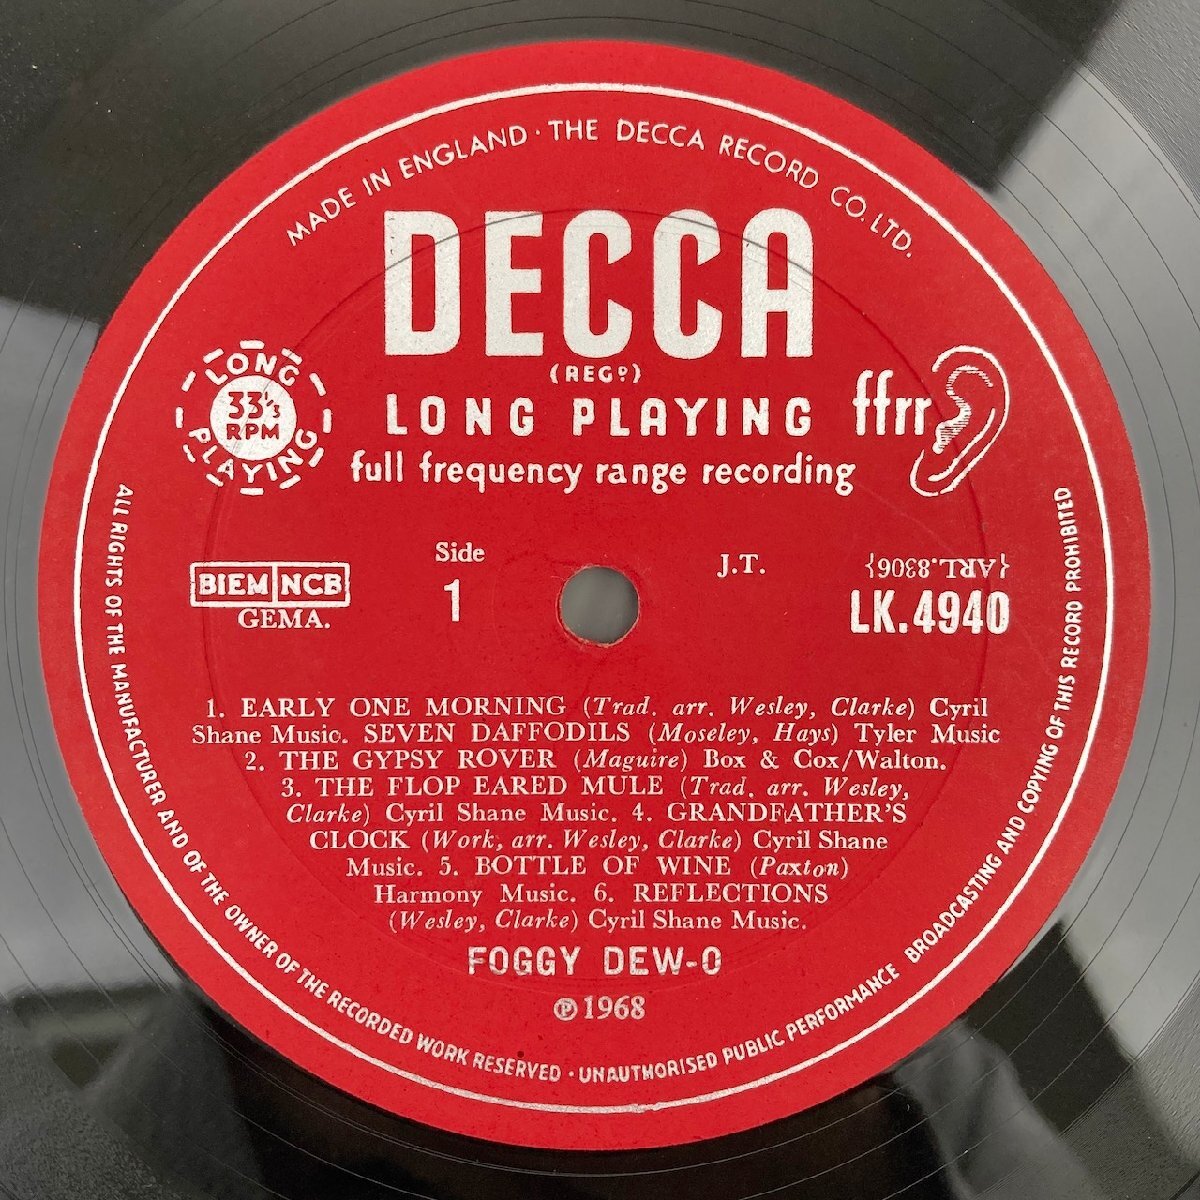 MADE IN ENGLAND · THE DECCA RECORD CO. LTD.
DECCA
(REGD)
LONG PLAYING
ffrr
full frequency range recording
LONG
33⅓
RPM
PLAYING
BIEM NCB
GEMA.
Side
1
J.T.
{ARL.8306}
LK.4940
1. EARLY ONE MORNING (Trad. arr. Wesley, Clarke) Cyril
Shane Music. SEVEN DAFFODILS (Moseley, Hays) Tyler Music
2. THE GYPSY ROVER (Maguire) Box & Cox/Walton.
3. THE FLOP EARED MULE (Trad. arr. Wesley,
Clarke) Cyril Shane Music. 4. GRANDFATHER'S
CLOCK (Work, arr. Wesley, Clarke) Cyril Shane
Music. 5. BOTTLE OF WINE (Paxton)
Harmony Music. 6. REFLECTIONS
(Wesley, Clarke) Cyril Shane Music.
FOGGY DEW-O
℗1968
ALL RIGHTS OF THE MANUFACTURER AND OF THE OWNER OF THE RECORDED WORK RESERVED · UNAUTHORISED PUBLIC PERFORMANCE BROADCASTING AND COPYING OF THIS RECORD PROHIBITED